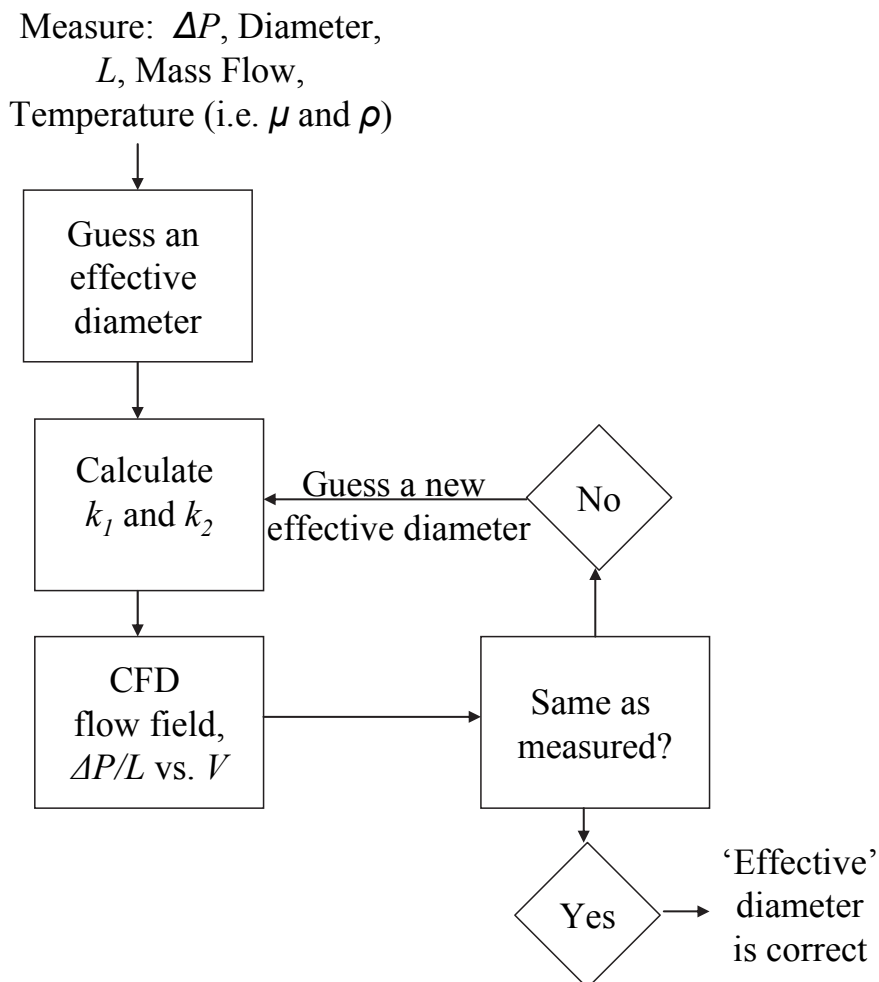 Measure: ΔP, Diameter,
L, Mass Flow,
Temperature (i.e. μ and ρ)
Guess an
effective
diameter
Calculate
k₁ and k₂
Guess a new
effective diameter
No
CFD
flow field,
ΔP/L vs. V
Same as
measured?
Yes
‘Effective’
diameter
is correct